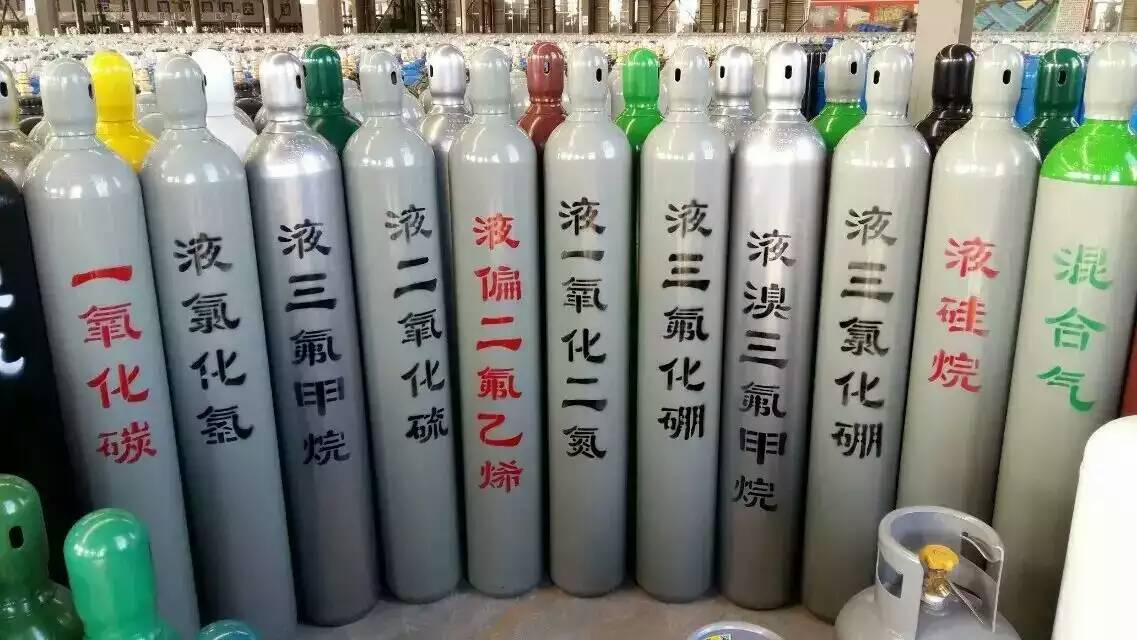 一氧化碳
液氯化氢
液三氟甲烷
液二氧化硫
液偏二氟乙烯
液一氧化二氮
液三氟化硼
液溴三氟甲烷
液三氯化硼
液硅烷
混合气